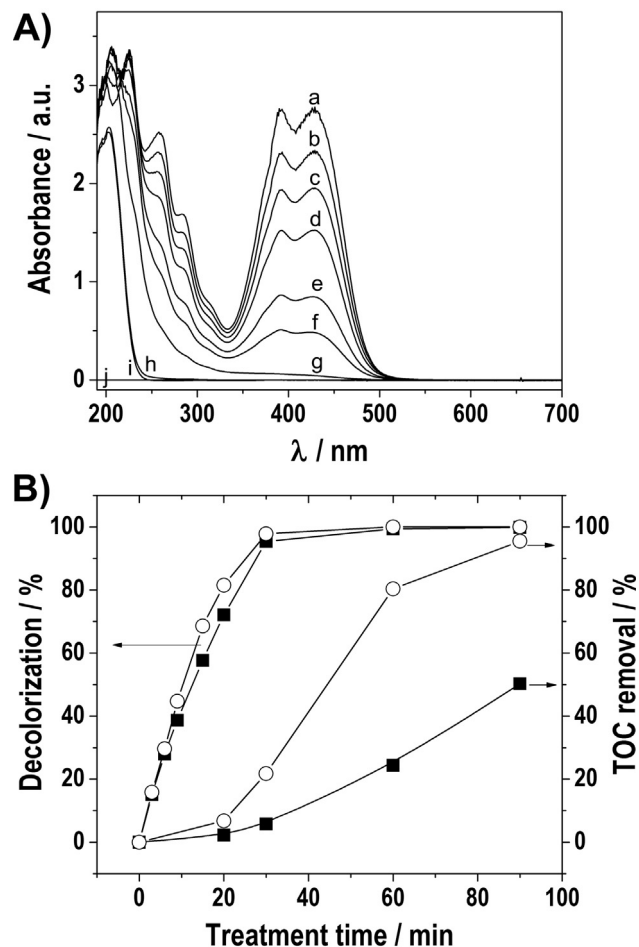 A)
Absorbance / a.u.
3
2
1
0
a
b
c
d
e
f
g
h
i
j
200 300 400 500 600 700
λ / nm
B)
Decolorization / %
100
80
60
40
20
0
TOC removal / %
100
80
60
40
20
0
0 20 40 60 80 100
Treatment time / min